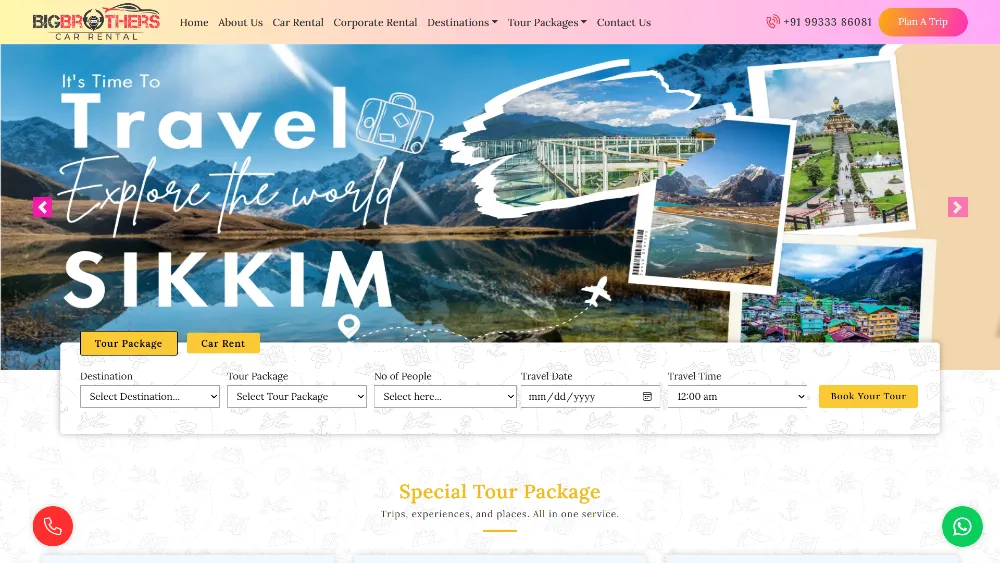 BIGBROTHERS
CAR RENTAL
Home
About Us
Car Rental
Corporate Rental
Destinations
Tour Packages
Contact Us
+91 99333 86081
Plan A Trip
It's Time To
Travel
Explore the world
SIKKIM
Tour Package
Car Rent
Destination
Tour Package
No of People
Travel Date
Travel Time
Select Destination...
Select Tour Package
Select here...
mm/dd/yyyy
12:00 am
Book Your Tour
Special Tour Package
Trips, experiences, and places. All in one service.